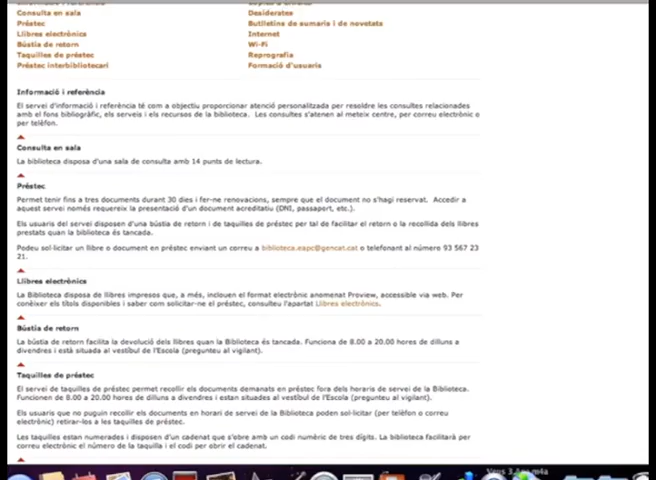 Informació i referència
Consulta en sala
Préstec
Llibres electrònics
Bústia de retorn
Taquilles de préstec
Préstec interbibliotecari
Desiderates
Butlletins de sumaris i de novetats
Internet
Wi-Fi
Reprografia
Formació d'usuaris
Informació i referència
El servei d'informació i referència té com a objectiu proporcionar atenció personalitzada per resoldre les consultes relacionades
amb el fons bibliogràfic, els serveis i els recursos de la biblioteca. Les consultes s'atenen al meteix centre, per correu electrònic o
per telèfon.
Consulta en sala
La biblioteca disposa d'una sala de consulta amb 14 punts de lectura.
Préstec
Permet tenir fins a tres documents durant 30 dies i fer-ne renovacions, sempre que el document no s'hagi reservat. Accedir a
aquest servei només requereix la presentació d'un document acreditatiu (DNI, passaport, etc.).
Els usuaris del servei disposen d'una bústia de retorn i de taquilles de préstec per tal de facilitar el retorn o la recollida dels llibres
prestats quan la biblioteca és tancada.
Podeu sol·licitar un llibre o document en préstec enviant un correu a biblioteca.eapc@gencat.cat o telefonant al número 93 567 23
21.
Llibres electrònics
La Biblioteca disposa de llibres impresos que, a més, inclouen el format electrònic anomenat Proview, accessible via web. Per
conèixer els títols disponibles i saber com sol·licitar-ne el préstec, consulteu l'apartat Llibres electrònics.
Bústia de retorn
La bústia de retorn facilita la devolució dels llibres quan la Biblioteca és tancada. Funciona de 8.00 a 20.00 hores de dilluns a
divendres i està situada al vestíbul de l'Escola (pregunteu al vigilant).
Taquilles de préstec
El servei de taquilles de préstec permet recollir els documents demanats en préstec fora dels horaris de servei de la Biblioteca.
Funcionen de 8.00 a 20.00 hores de dilluns a divendres i estan situades al vestíbul de l'Escola (pregunteu al vigilant).
Els usuaris que no puguin recollir els documents en horari de servei de la Biblioteca poden sol·licitar (per telèfon o correu
electrònic) retirar-los a les taquilles de préstec.
Les taquilles estan numerades i disposen d'un cadenat que s'obre amb un codi numèric de tres dígits. La biblioteca facilitarà per
correu electrònic el número de la taquilla i el codi per obrir el cadenat.